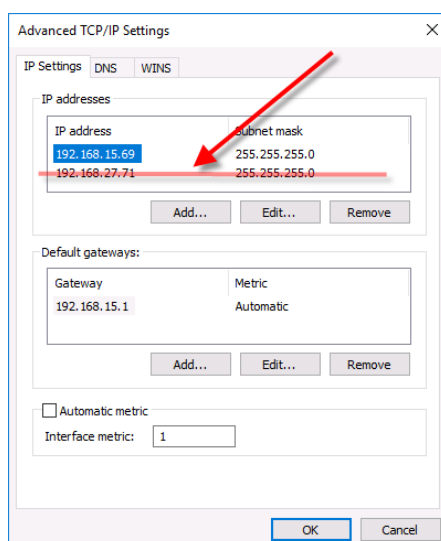 Advanced TCP/IP Settings
IP Settings DNS WINS
IP addresses
IP address Subnet mask
192.168.15.69 255.255.255.0
192.168.27.71 255.255.255.0
Add... Edit... Remove
Default gateways:
Gateway Metric
192.168.15.1 Automatic
Add... Edit... Remove
Automatic metric
Interface metric: 1
OK Cancel